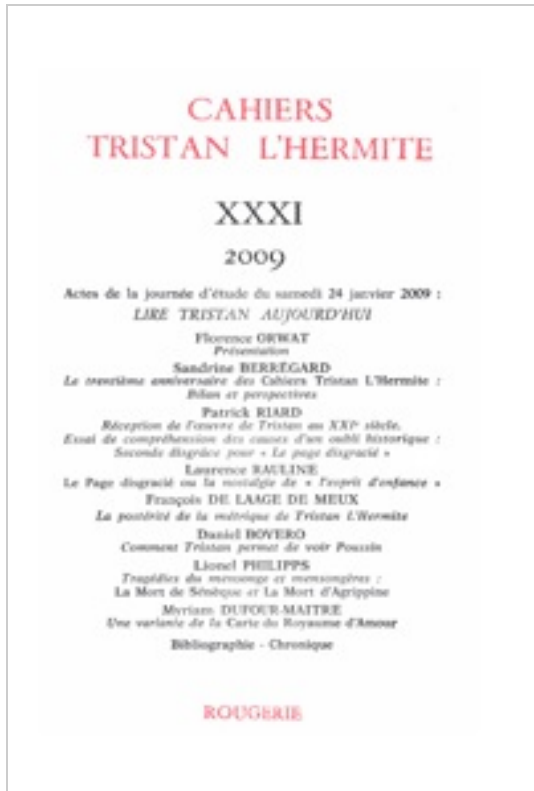 CAHIERS
TRISTAN L'HERMITE
XXXI
2009
Actes de la journée d'étude du samedi 24 janvier 2009 :
LIRE TRISTAN AUJOURD'HUI
Florence ORWAT
Présentation
Sandrine BERRÉGARD
Le trentième anniversaire des Cahiers Tristan L'Hermite :
Bilan et perspectives
Patrick RIARD
Réception de l'œuvre de Tristan au XXIe siècle.
Essai de compréhension des causes d'un oubli historique :
Seconde disgrâce pour « Le page disgracié »
Laurence RAULINE
Le Page disgracié ou la nostalgie de « l'esprit d'enfance »
François DE LAAGE DE MEUX
La postérité de la métrique de Tristan L'Hermite
Daniel BOVERO
Comment Tristan permet de voir Poussin
Lionel PHILIPPS
Tragédies du mensonge et mensongères :
La Mort de Sénèque et La Mort d'Agrippine
Myriam DUFOUR-MAITRE
Une variante de la Carte du Royaume d'Amour
Bibliographie - Chronique
ROUGERIE